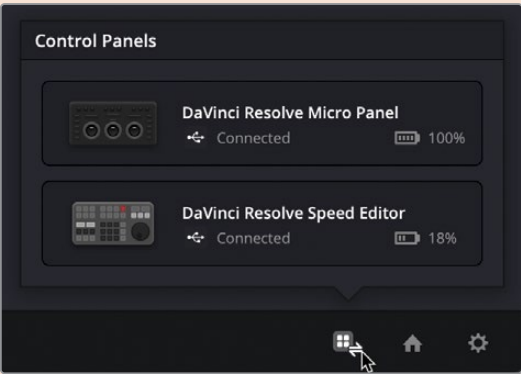 Control Panels
DaVinci Resolve Micro Panel
Connected 100%
DaVinci Resolve Speed Editor
Connected 18%